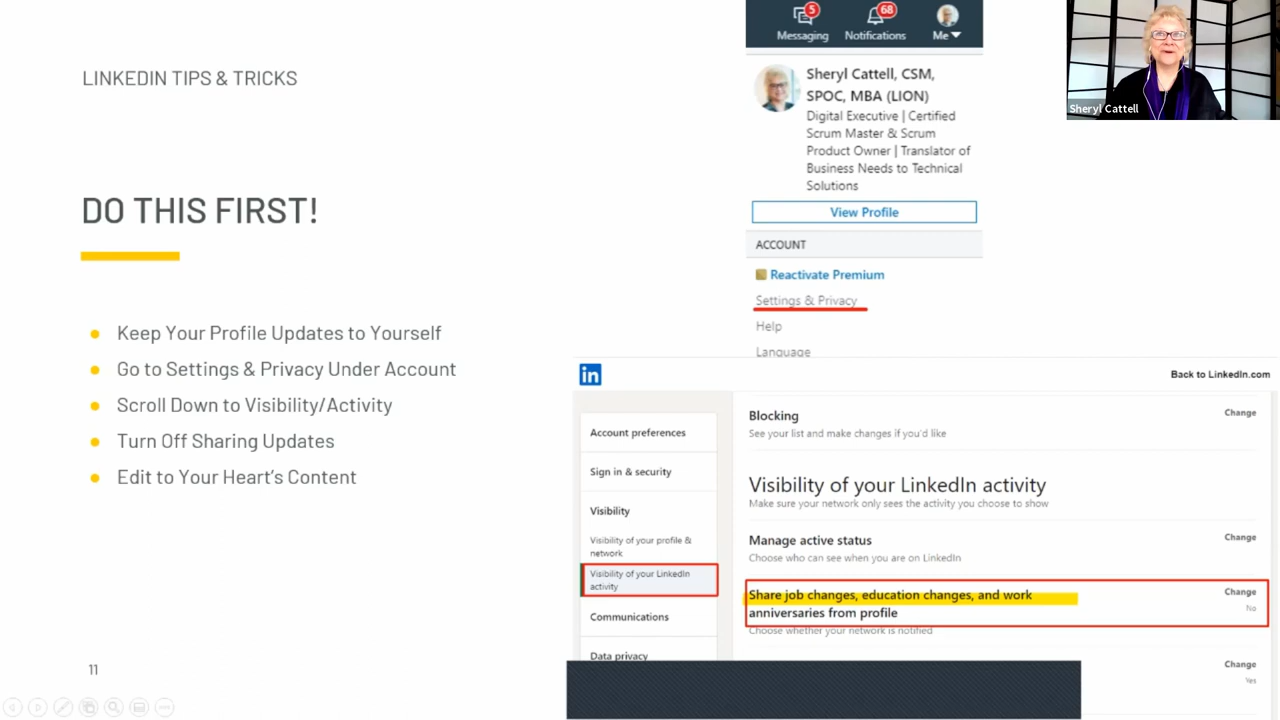 LINKEDIN TIPS & TRICKS
DO THIS FIRST!
Keep Your Profile Updates to Yourself
Go to Settings & Privacy Under Account
Scroll Down to Visibility/Activity
Turn Off Sharing Updates
Edit to Your Heart's Content
11
5
68
Messaging
Notifications
Me
Sheryl Cattell, CSM,
SPOC, MBA (LION)
Digital Executive | Certified
Scrum Master & Scrum
Product Owner | Translator of
Business Needs to Technical
Solutions
View Profile
ACCOUNT
Reactivate Premium
Settings & Privacy
Help
Language
Sheryl Cattell
in
Back to LinkedIn.com
Account preferences
Sign in & security
Visibility
Visibility of your profile &
network
Visibility of your LinkedIn
activity
Communications
Data privacy
Blocking
Change
See your list and make changes if you'd like
Visibility of your LinkedIn activity
Make sure your network only sees the activity you choose to show
Manage active status
Change
Choose who can see when you are on LinkedIn
Share job changes, education changes, and work
anniversaries from profile
Change
No
Choose whether your network is notified
Change
Yes